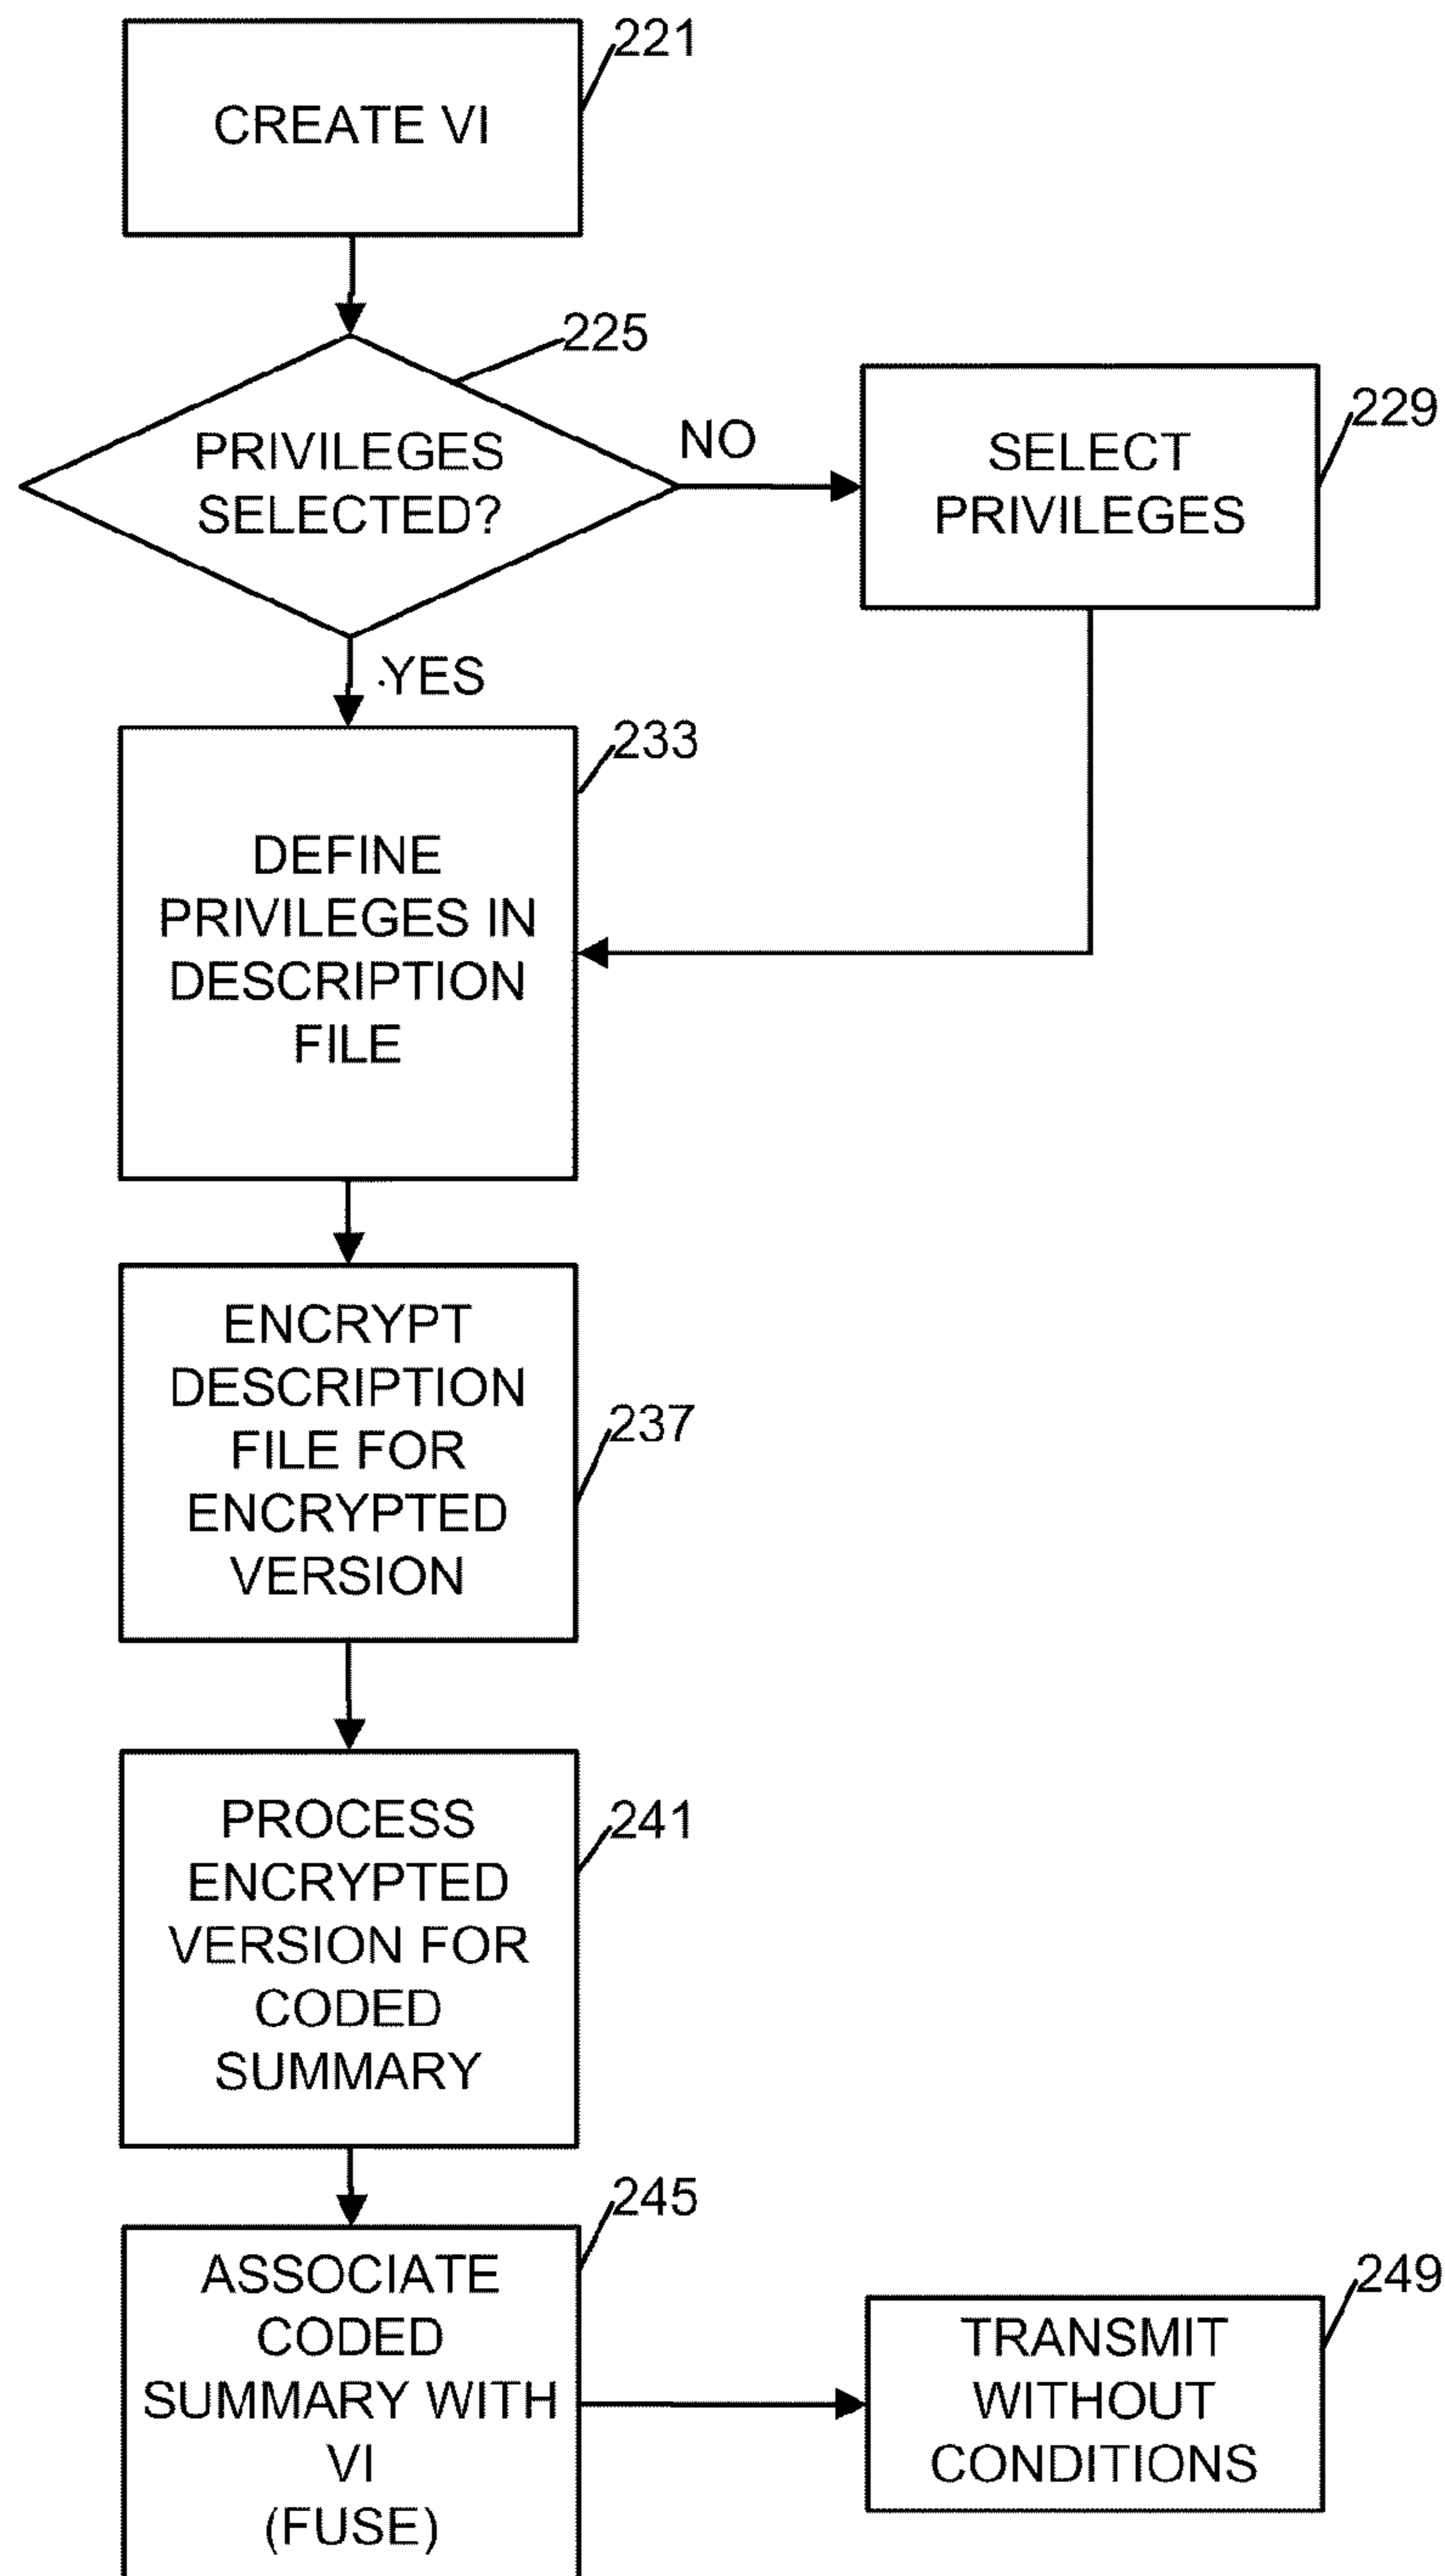 221
CREATE VI
225
PRIVILEGES
SELECTED?
NO
229
SELECT
PRIVILEGES
YES
233
DEFINE
PRIVILEGES IN
DESCRIPTION
FILE
ENCRYPT
DESCRIPTION
FILE FOR
ENCRYPTED
VERSION
237
PROCESS
ENCRYPTED
VERSION FOR
CODED
SUMMARY
241
245
ASSOCIATE
CODED
SUMMARY WITH
VI
(FUSE)
249
TRANSMIT
WITHOUT
CONDITIONS